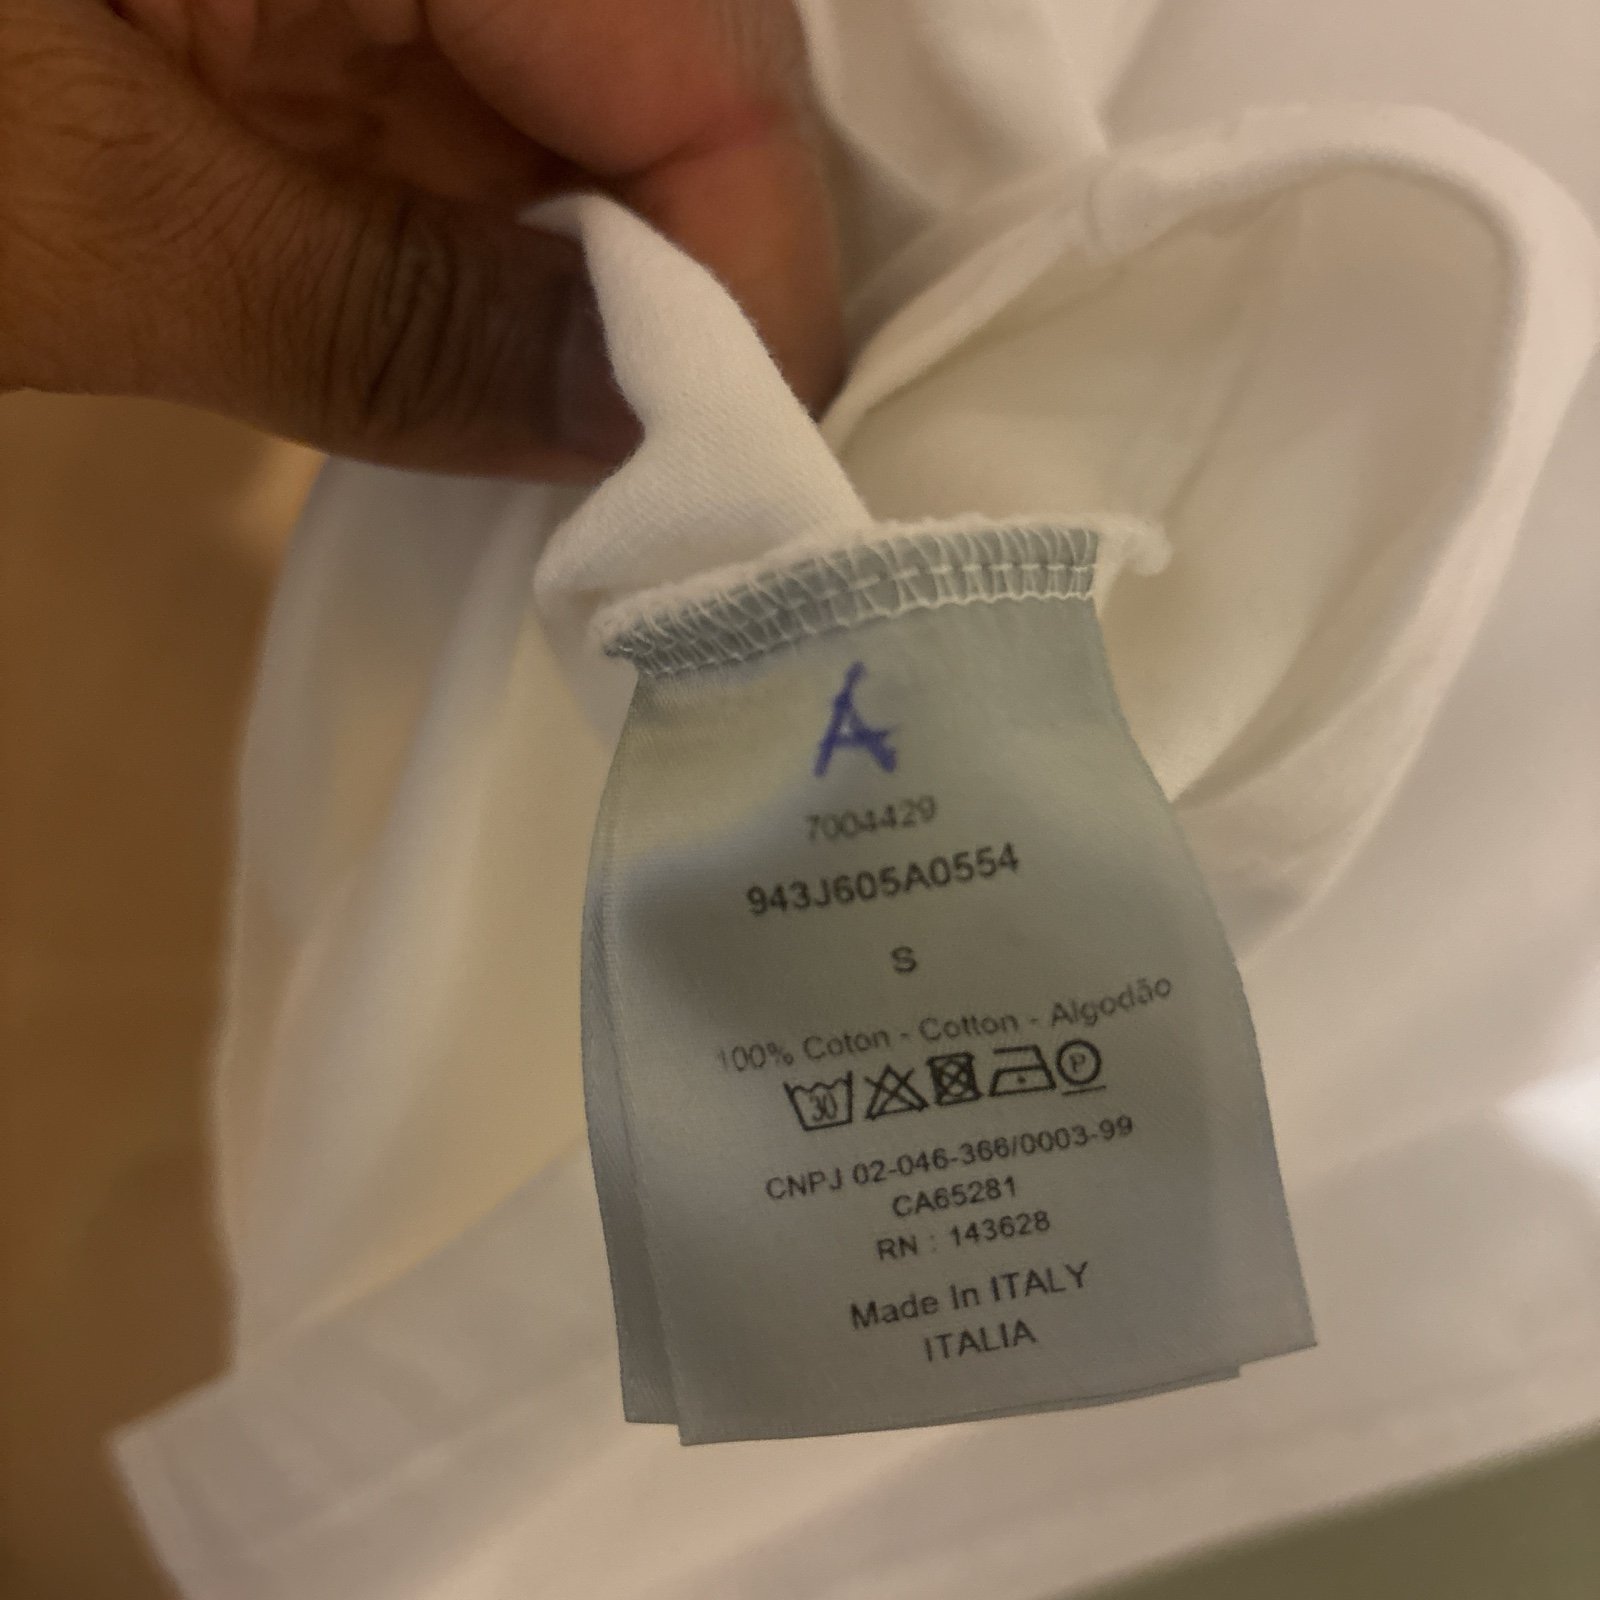 A
7004429
943J605A0554
S
100% Coton - Cotton - Algodão
30 P
CNPJ 02-046-366/0003-99
CA65281
RN : 143628
Made In ITALY
ITALIA